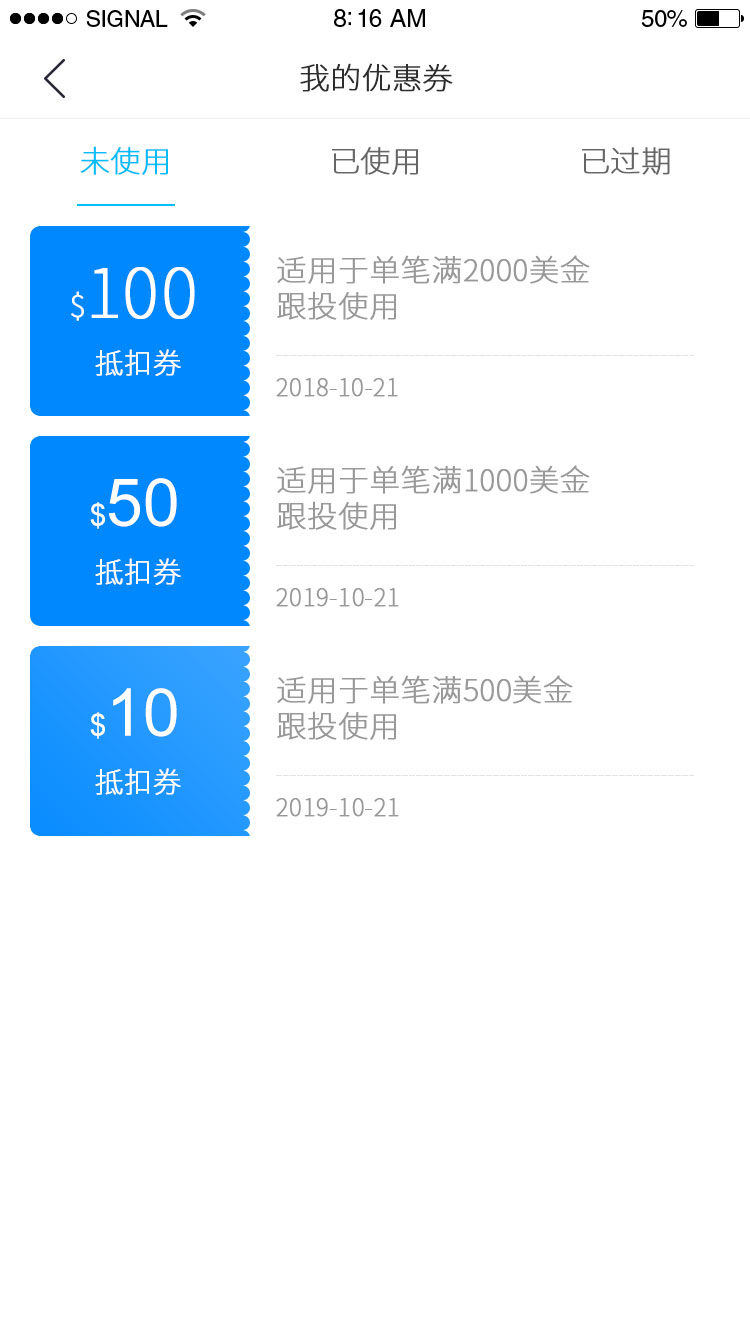 SIGNAL 8:16 AM 50%
我的优惠券
未使用 已使用 已过期
$100
抵扣券
适用于单笔满2000美金
跟投使用
2018-10-21
$50
抵扣券
适用于单笔满1000美金
跟投使用
2019-10-21
$10
抵扣券
适用于单笔满500美金
跟投使用
2019-10-21